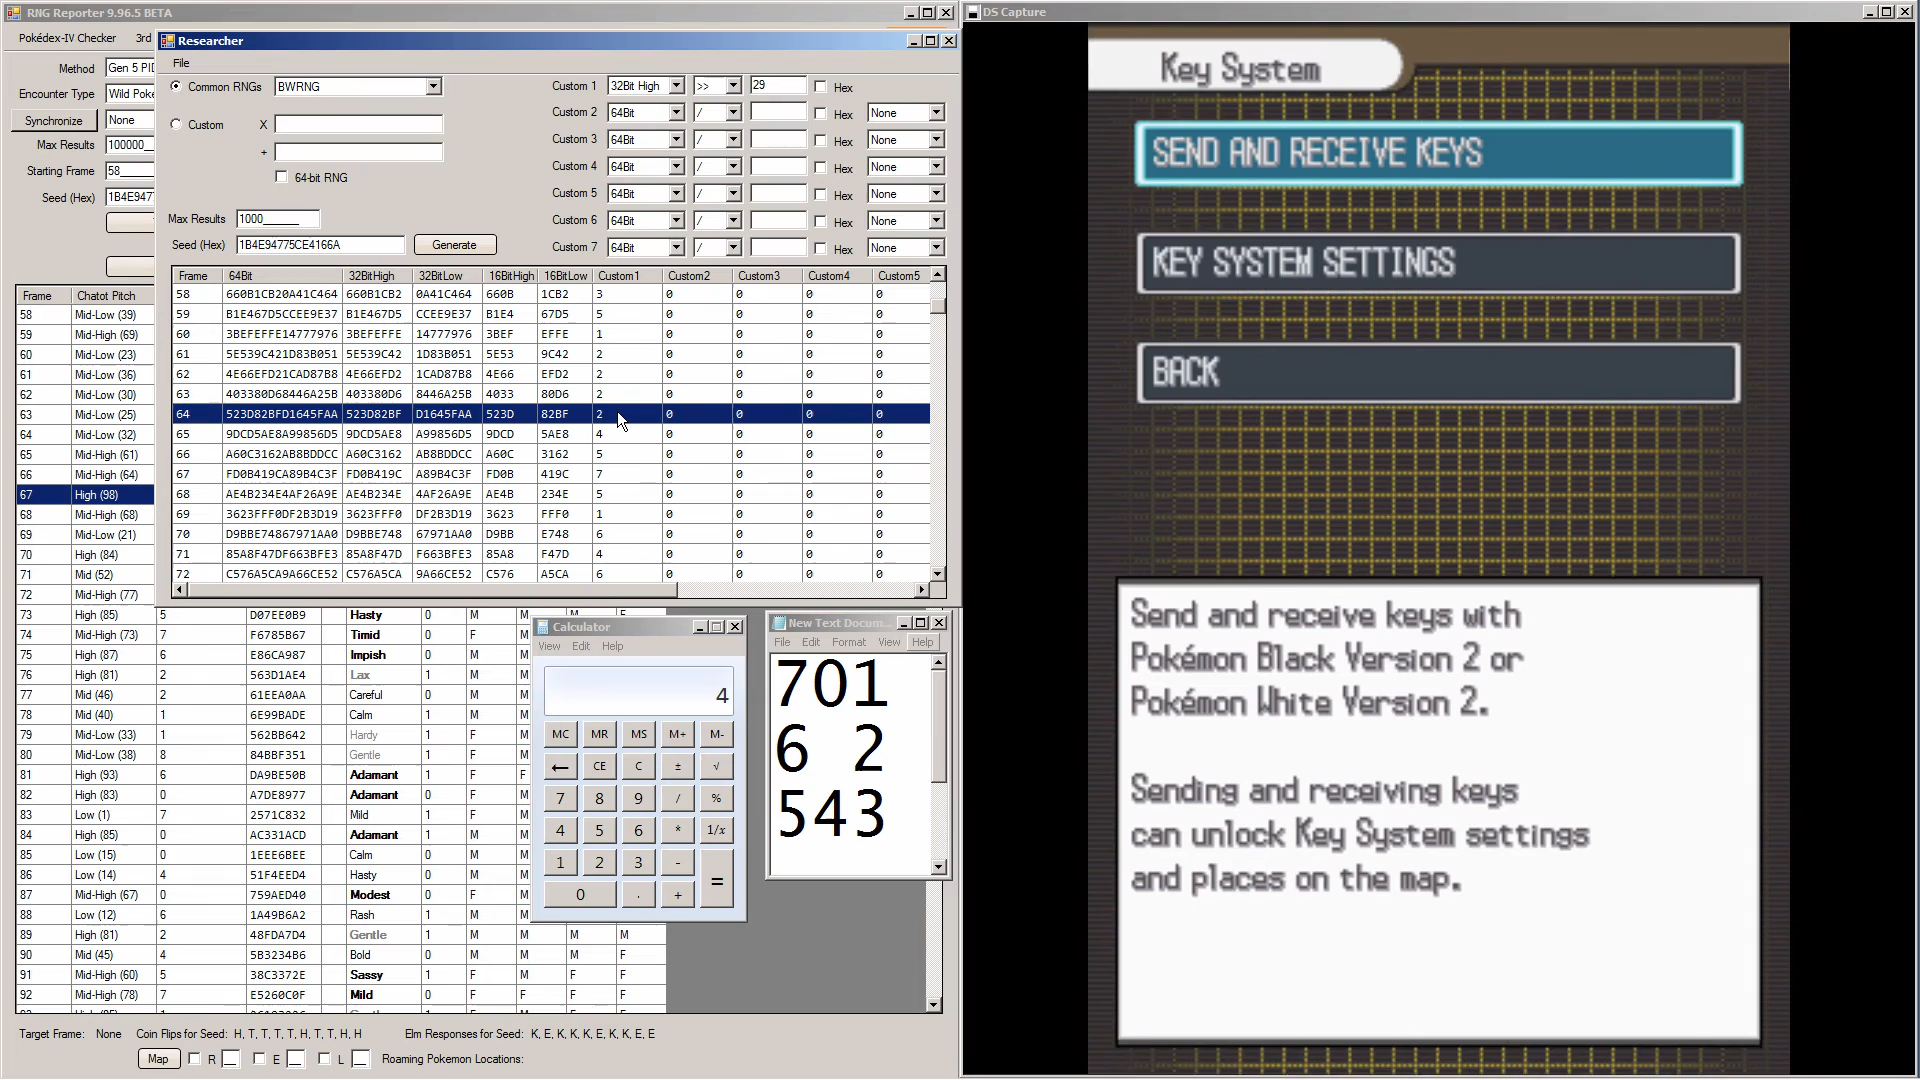 RNG Reporter 9.96.5 BETA
Pokédex-IV Checker 3rd
Method Gen 5 PID
Encounter Type Wild Poke
Synchronize None
Max Results 100000__
Starting Frame 58____
Seed (Hex) 1B4E947
Researcher
File
Common RNGs BWRNG
Custom X
+
64-bit RNG
Max Results 1000______
Seed (Hex) 1B4E94775CE4166A Generate
Custom 1 32Bit High >> 29 Hex
Custom 2 64Bit / Hex None
Custom 3 64Bit / Hex None
Custom 4 64Bit / Hex None
Custom 5 64Bit / Hex None
Custom 6 64Bit / Hex None
Custom 7 64Bit / Hex None
Frame 64Bit 32BitHigh 32BitLow 16BitHigh 16BitLow Custom1 Custom2 Custom3 Custom4 Custom5
58 660B1CB20A41C464 660B1CB2 0A41C464 660B 1CB2 3 0 0 0 0
59 B1E467D5CCEE9E37 B1E467D5 CCEE9E37 B1E4 67D5 5 0 0 0 0
60 3BEFEFFE14777976 3BEFEFFE 14777976 3BEF EFFE 1 0 0 0 0
61 5E539C421D83B051 5E539C42 1D83B051 5E53 9C42 2 0 0 0 0
62 4E66EFD21CAD87B8 4E66EFD2 1CAD87B8 4E66 EFD2 2 0 0 0 0
63 403380D68446A25B 403380D6 8446A25B 4033 80D6 2 0 0 0 0
64 523D82BFD1645FAA 523D82BF D1645FAA 523D 82BF 2 0 0 0 0
65 9DCD5AE8A99856D5 9DCD5AE8 A99856D5 9DCD 5AE8 4 0 0 0 0
66 A60C3162AB8BDDCC A60C3162 AB8BDDCC A60C 3162 5 0 0 0 0
67 FD0B419CA89B4C3F FD0B419C A89B4C3F FD0B 419C 7 0 0 0 0
68 AE4B234E4AF26A9E AE4B234E 4AF26A9E AE4B 234E 5 0 0 0 0
69 3623FFF0DF2B3D19 3623FFF0 DF2B3D19 3623 FFF0 1 0 0 0 0
70 D9BBE74867971AA0 D9BBE748 67971AA0 D9BB E748 6 0 0 0 0
71 85A8F47DF663BFE3 85A8F47D F663BFE3 85A8 F47D 4 0 0 0 0
72 C576A5CA9A66CE52 C576A5CA 9A66CE52 C576 A5CA 6 0 0 0 0
Frame Chatot Pitch
58 Mid-Low (39)
59 Mid-High (69)
60 Mid-Low (23)
61 Mid-Low (36)
62 Mid-Low (30)
63 Mid-Low (25)
64 Mid-Low (32)
65 Mid-High (61)
66 Mid-High (64)
67 High (98)
68 Mid-High (68)
69 Mid-Low (21)
70 High (84)
71 Mid (52)
72 Mid-High (77)
73 High (85) 5 D07EE0B9 Hasty 0 M M M F
74 Mid-High (73) 7 F6785B67 Timid 0 F M
75 High (87) 6 E86CA987 Impish 1 M M
76 High (81) 2 563D1AE4 Lax 1 M M
77 Mid (46) 2 61EEA0AA Careful 1 M M
78 Mid (40) 1 6E99BADE Calm 1 M M
79 Mid-Low (33) 1 562BB642 Hardy 1 F M
80 Mid-Low (38) 8 84BBF351 Gentle 1 F M
81 High (93) 6 DA9BE50B Adamant 1 F F
82 High (83) 0 A7DE8977 Adamant 0 F M
83 Low (1) 7 2571C832 Mild 1 F M
84 High (85) 0 AC331ACD Adamant 0 F M
85 Low (15) 0 1EEE6BEE Calm 0 M M
86 Low (14) 4 51F4EED4 Hasty 0 M M
87 Mid-High (67) 0 759AED40 Modest 0 F M
88 Low (12) 6 1A49B6A2 Rash 1 M M
89 High (81) 2 48FDA7D4 Gentle 1 M M M M
90 Mid (45) 4 5B3234B6 Bold 0 M M M F
91 Mid-High (60) 5 38C3372E Sassy 1 F M F F
92 Mid-High (78) 7 E5260C0F Mild 0 F F F F
Target Frame: None Coin Flips for Seed: H, T, T, T, T, H, T, T, H, H Elm Responses for Seed: K, E, K, K, K, E, K, K, E, E
Map R __ E __ L __ Roaming Pokemon Locations:
Calculator
View Edit Help
4
MC MR MS M+ M-
← CE C ± √
7 8 9 / %
4 5 6 * 1/x
1 2 3 - =
0 . +
New Text Docum...
File Edit Format View Help
701
6 2
543
DS Capture
Key System
SEND AND RECEIVE KEYS
KEY SYSTEM SETTINGS
BACK
Send and receive keys with
Pokémon Black Version 2 or
Pokémon White Version 2.
Sending and receiving keys
can unlock Key System settings
and places on the map.